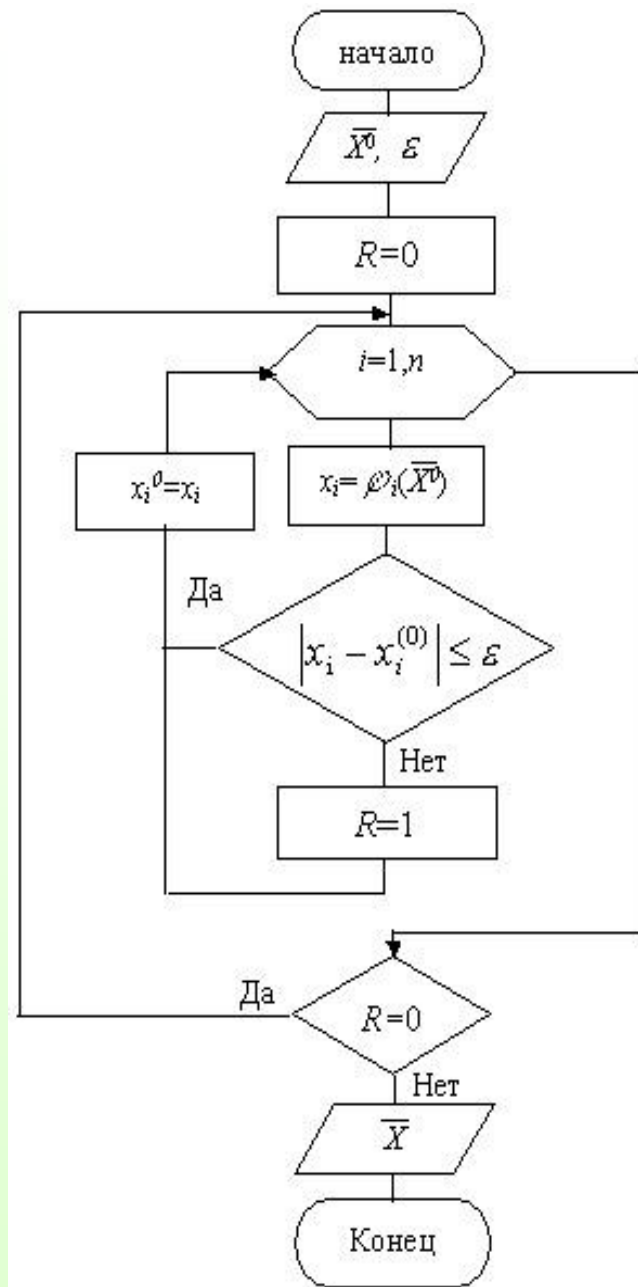 начало
X̅⁰, ε
R=0
i=1,n
xᵢ⁰=xᵢ
xᵢ= 𝜑ᵢ(X̅⁰)
Да
|xᵢ − xᵢ⁽⁰⁾| ≤ ε
Нет
R=1
Да
R=0
Нет
X̅
Конец